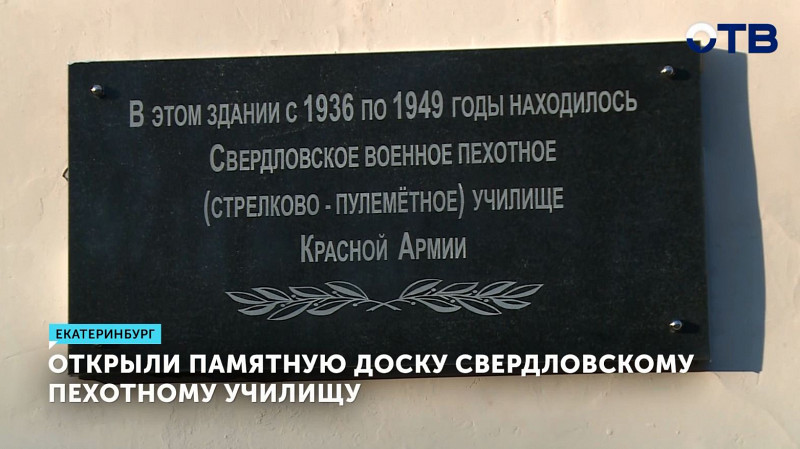 ОТВ
В этом здании с 1936 по 1949 годы находилось
Свердловское военное пехотное
(стрелково - пулемётное) училище
Красной Армии
ЕКАТЕРИНБУРГ
ОТКРЫЛИ ПАМЯТНУЮ ДОСКУ СВЕРДЛОВСКОМУ
ПЕХОТНОМУ УЧИЛИЩУ